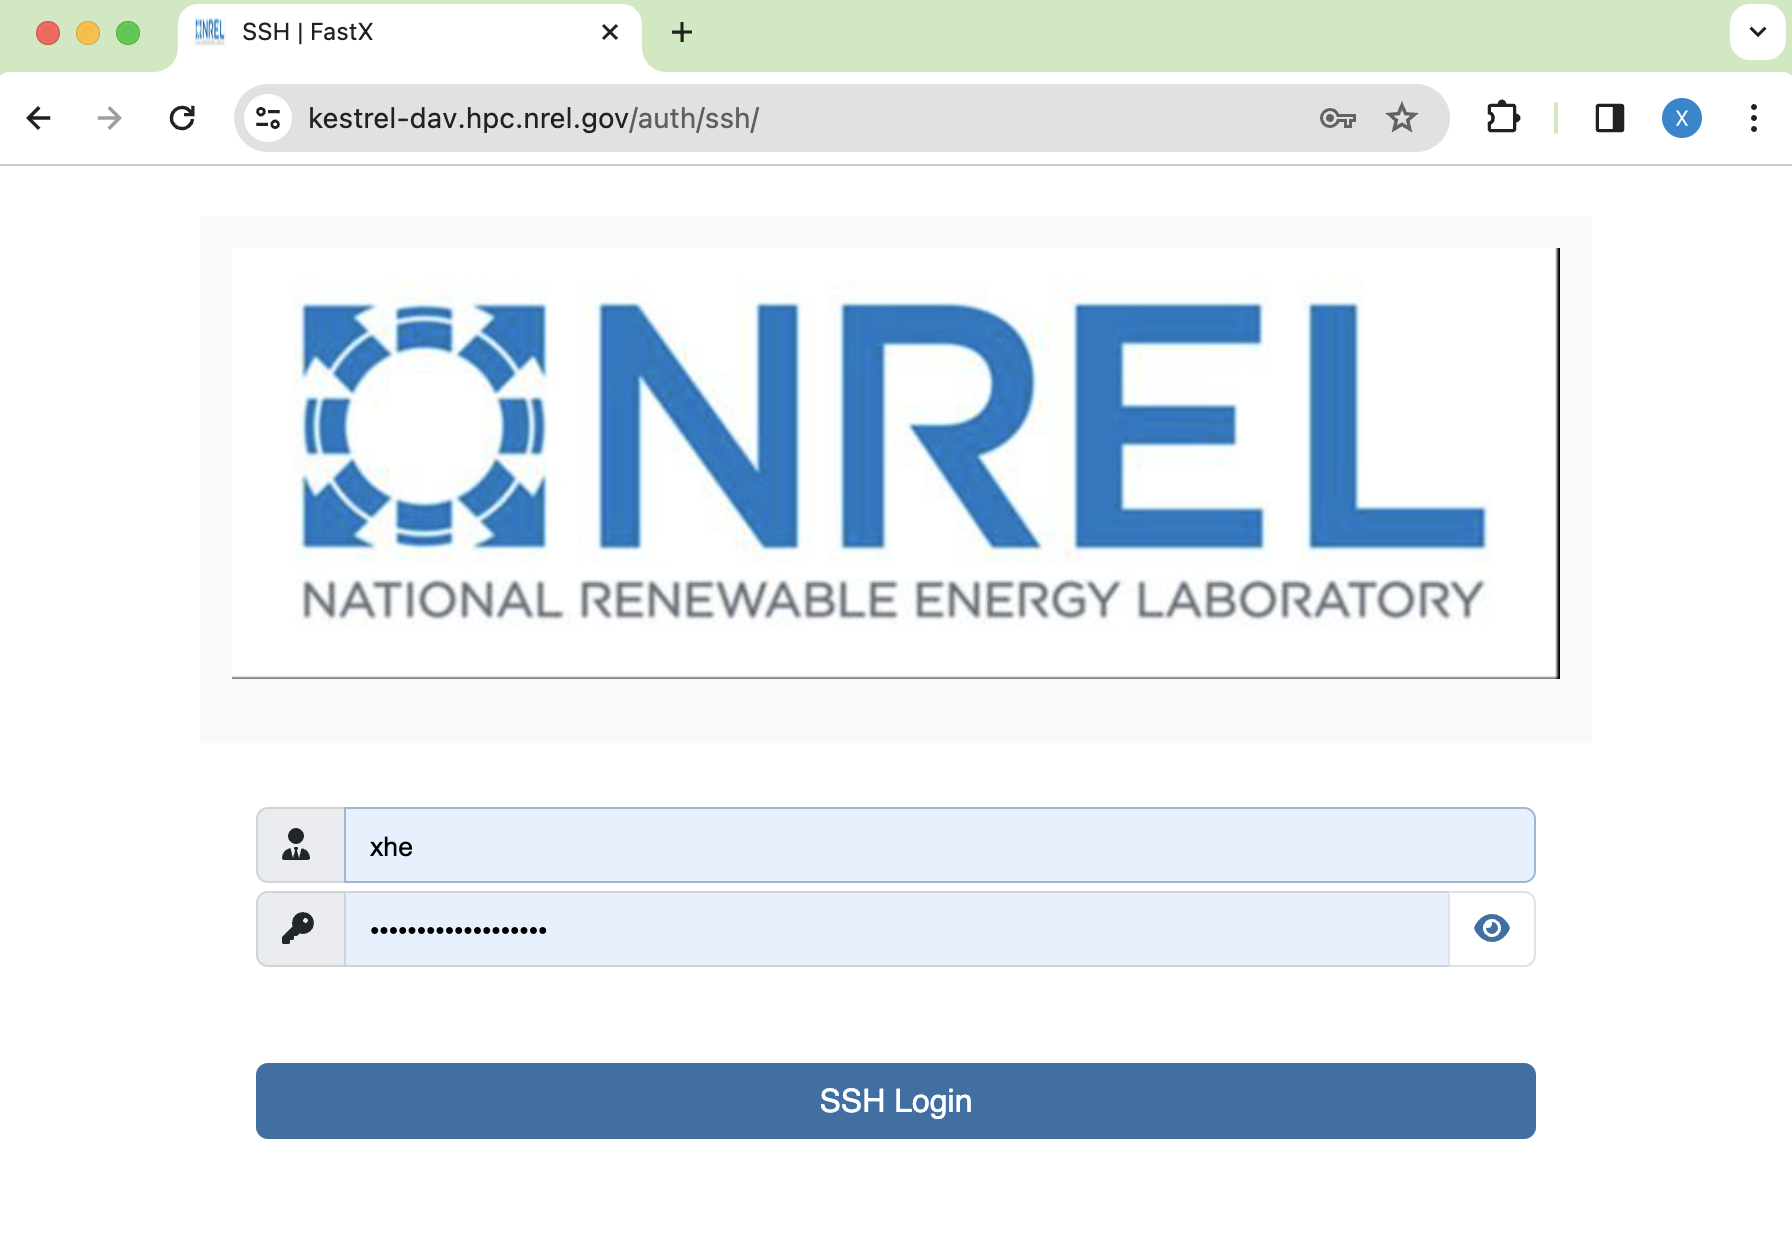 SSH | FastX
kestrel-dav.hpc.nrel.gov/auth/ssh/
X
NREL
NATIONAL RENEWABLE ENERGY LABORATORY
xhe
••••••••••••••••••
SSH Login